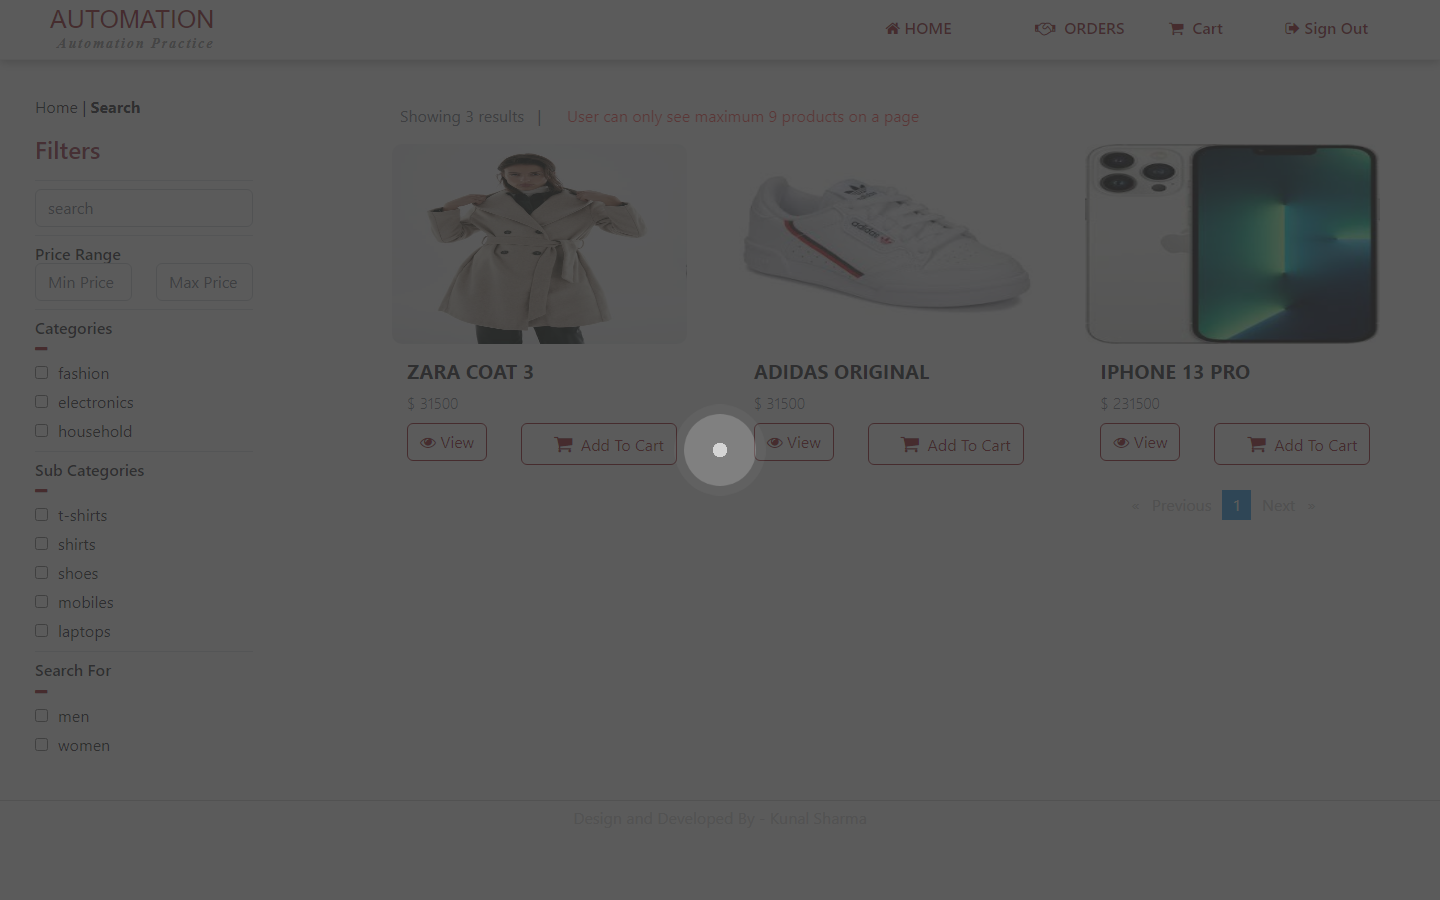 AUTOMATION
Automation Practice
HOME
ORDERS
Cart
Sign Out
Home | Search
Showing 3 results |
User can only see maximum 9 products on a page
Filters
search
Price Range
Min Price
Max Price
Categories
fashion
electronics
household
Sub Categories
t-shirts
shirts
shoes
mobiles
laptops
Search For
men
women
adidas
ZARA COAT 3
$ 31500
View
Add To Cart
ADIDAS ORIGINAL
$ 31500
View
Add To Cart
IPHONE 13 PRO
$ 231500
View
Add To Cart
« Previous 1 Next »
Design and Developed By - Kunal Sharma